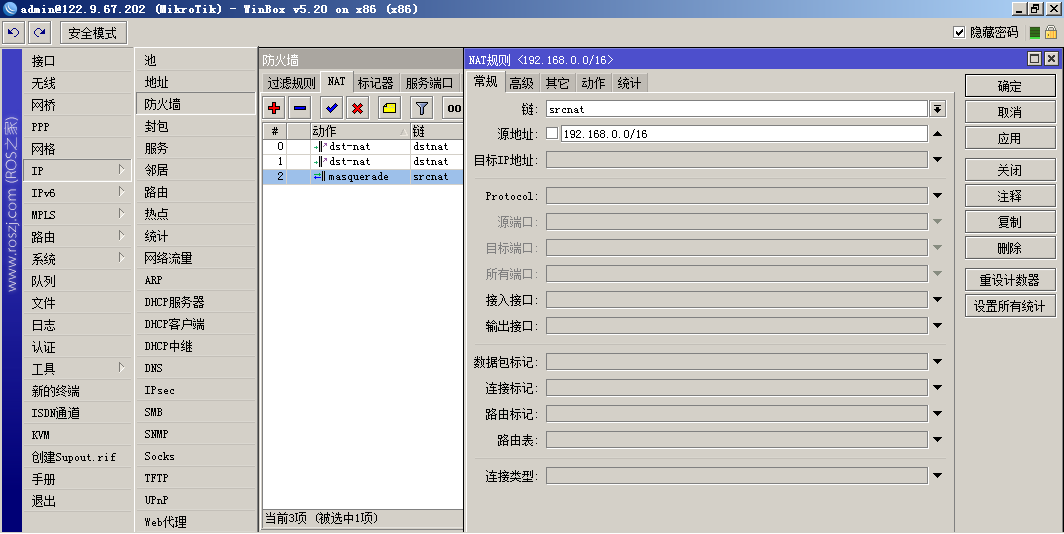 admin@122.9.67.202 (MikroTik) - WinBox v5.20 on x86 (x86)
安全模式
隐藏密码
www.roszj.com (ROS之家)
接口
无线
网桥
PPP
网格
IP
IPv6
MPLS
路由
系统
队列
文件
日志
认证
工具
新的终端
ISDN通道
KVM
创建Supout.rif
手册
退出
池
地址
防火墙
封包
服务
邻居
路由
热点
统计
网络流量
ARP
DHCP服务器
DHCP客户端
DHCP中继
DNS
IPsec
SMB
SNMP
Socks
TFTP
UPnP
Web代理
防火墙
过滤规则 NAT 标记器 服务端口
00
# 动作 链
0 dst-nat dstnat
1 dst-nat dstnat
2 masquerade srcnat
当前3项 (被选中1项)
NAT规则 <192.168.0.0/16>
常规 高级 其它 动作 统计
链: srcnat
源地址: 192.168.0.0/16
目标IP地址:
Protocol:
源端口:
目标端口:
所有端口:
接入接口:
输出接口:
数据包标记:
连接标记:
路由标记:
路由表:
连接类型:
确定
取消
应用
关闭
注释
复制
删除
重设计数器
设置所有统计